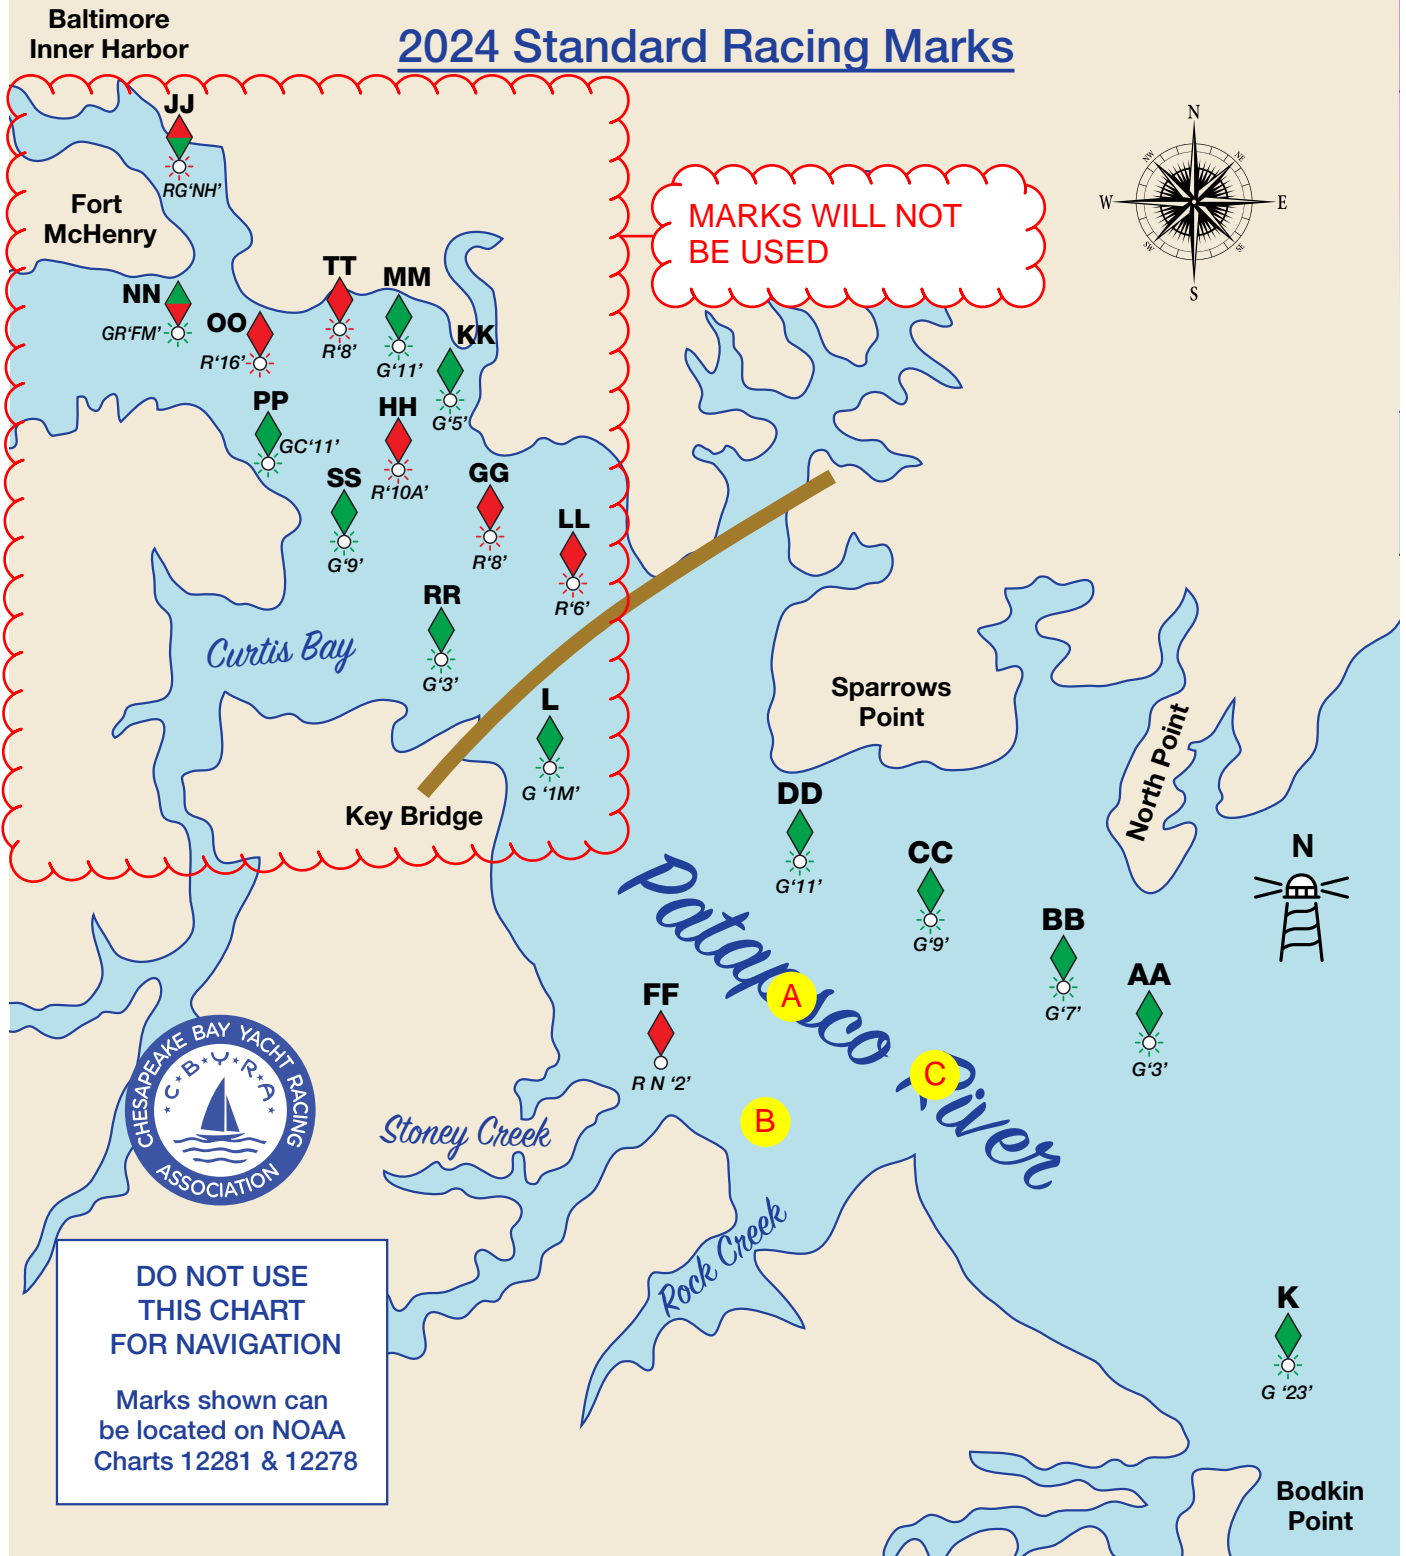 Baltimore
Inner Harbor
2024 Standard Racing Marks
JJ
RG‘NH’
N
NW
NE
W
E
SW
SE
S
MARKS WILL NOT
BE USED
Fort
McHenry
NN
GR‘FM’
OO
R‘16’
TT
R‘8’
MM
G‘11’
KK
G‘5’
PP
GC‘11’
HH
R‘10A’
SS
G‘9’
GG
R‘8’
LL
R‘6’
RR
G‘3’
Curtis Bay
L
G ‘1M’
Key Bridge
Sparrows
Point
North Point
DD
G‘11’
CC
G‘9’
BB
G‘7’
AA
G‘3’
N
Patapsco River
A
B
C
FF
R N ‘2’
CHESAPEAKE BAY YACHT RACING
ASSOCIATION
C B Y R A
Stoney Creek
Rock Creek
K
G ‘23’
DO NOT USE
THIS CHART
FOR NAVIGATION
Marks shown can
be located on NOAA
Charts 12281 & 12278
Bodkin
Point